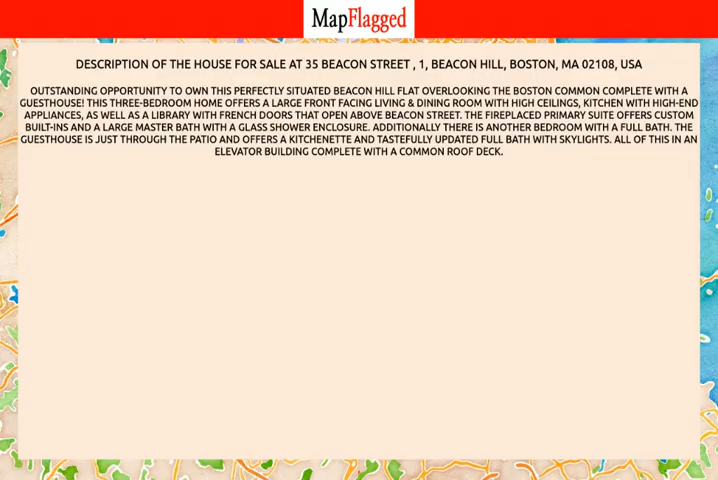 MapFlagged
DESCRIPTION OF THE HOUSE FOR SALE AT 35 BEACON STREET , 1, BEACON HILL, BOSTON, MA 02108, USA
OUTSTANDING OPPORTUNITY TO OWN THIS PERFECTLY SITUATED BEACON HILL FLAT OVERLOOKING THE BOSTON COMMON COMPLETE WITH A
GUESTHOUSE! THIS THREE-BEDROOM HOME OFFERS A LARGE FRONT FACING LIVING & DINING ROOM WITH HIGH CEILINGS, KITCHEN WITH HIGH-END
APPLIANCES, AS WELL AS A LIBRARY WITH FRENCH DOORS THAT OPEN ABOVE BEACON STREET. THE FIREPLACED PRIMARY SUITE OFFERS CUSTOM
BUILT-INS AND A LARGE MASTER BATH WITH A GLASS SHOWER ENCLOSURE. ADDITIONALLY THERE IS ANOTHER BEDROOM WITH A FULL BATH. THE
GUESTHOUSE IS JUST THROUGH THE PATIO AND OFFERS A KITCHENETTE AND TASTEFULLY UPDATED FULL BATH WITH SKYLIGHTS. ALL OF THIS IN AN
ELEVATOR BUILDING COMPLETE WITH A COMMON ROOF DECK.